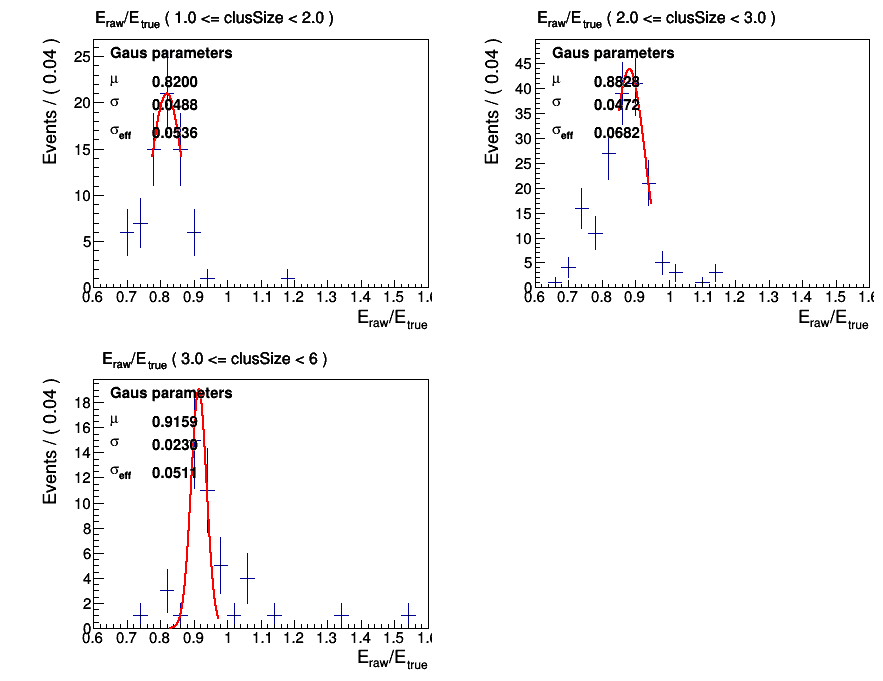 E_raw/E_true ( 1.0 <= clusSize < 2.0 )
Events / ( 0.04 )
Gaus parameters
μ 0.8200
σ 0.0488
σ_eff 0.0536
25
20
15
10
5
0
0.6 0.7 0.8 0.9 1 1.1 1.2 1.3 1.4 1.5 1.6
E_raw/E_true
E_raw/E_true ( 2.0 <= clusSize < 3.0 )
Events / ( 0.04 )
Gaus parameters
μ 0.8828
σ 0.0472
σ_eff 0.0682
45
40
35
30
25
20
15
10
5
0
0.6 0.7 0.8 0.9 1 1.1 1.2 1.3 1.4 1.5 1.6
E_raw/E_true
E_raw/E_true ( 3.0 <= clusSize < 6 )
Events / ( 0.04 )
Gaus parameters
μ 0.9159
σ 0.0230
σ_eff 0.0511
18
16
14
12
10
8
6
4
2
0
0.6 0.7 0.8 0.9 1 1.1 1.2 1.3 1.4 1.5 1.6
E_raw/E_true